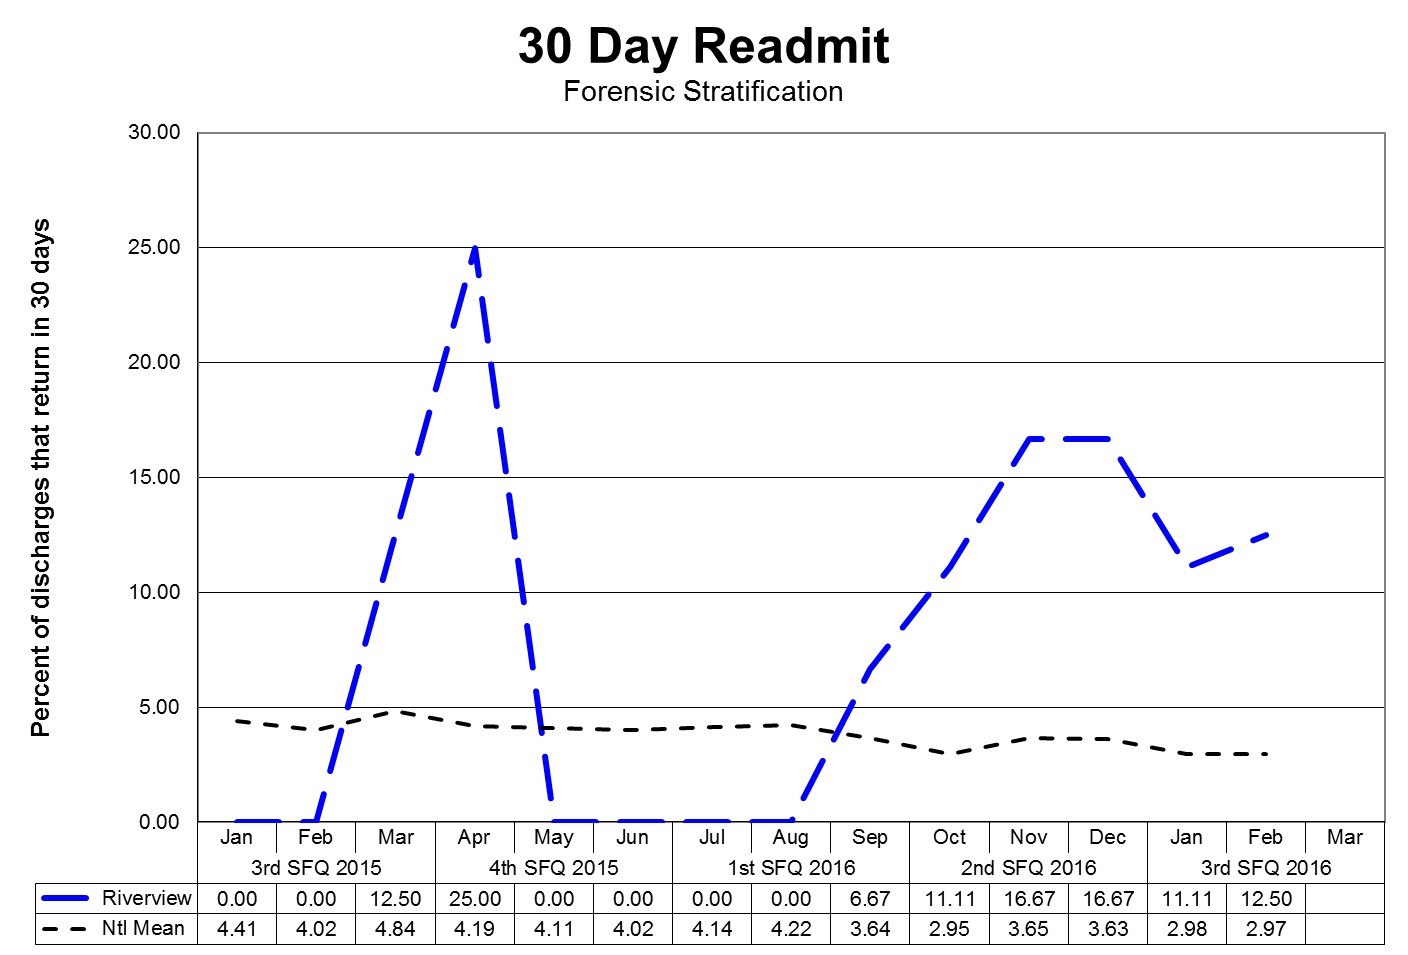 30 Day Readmit
Forensic Stratification
Percent of discharges that return in 30 days
30.00
25.00
20.00
15.00
10.00
5.00
0.00
Jan Feb Mar Apr May Jun Jul Aug Sep Oct Nov Dec Jan Feb Mar
3rd SFQ 2015 4th SFQ 2015 1st SFQ 2016 2nd SFQ 2016 3rd SFQ 2016
Riverview 0.00 0.00 12.50 25.00 0.00 0.00 0.00 0.00 6.67 11.11 16.67 16.67 11.11 12.50
Ntl Mean 4.41 4.02 4.84 4.19 4.11 4.02 4.14 4.22 3.64 2.95 3.65 3.63 2.98 2.97